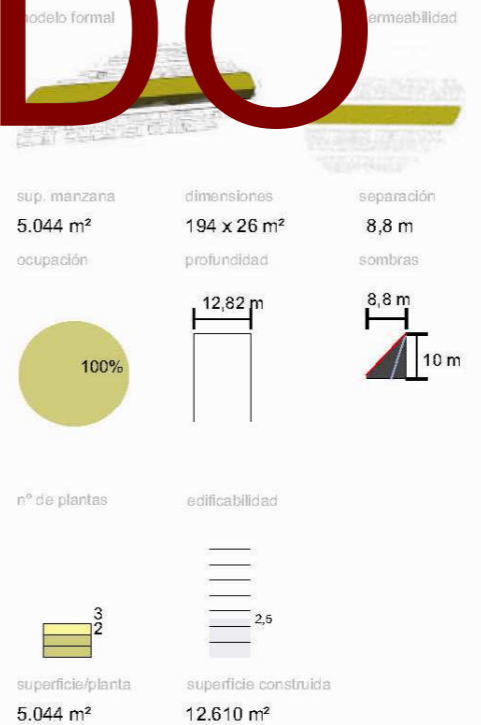 DO
modelo formal
ermeabilidad
sup. manzana dimensiones separación
5.044 m² 194 x 26 m² 8,8 m
ocupación profundidad sombras
12,82 m 8,8 m
100% 10 m
nº de plantas edificabilidad
3
2
2,5
superficie/planta superficie construida
5.044 m² 12.610 m²